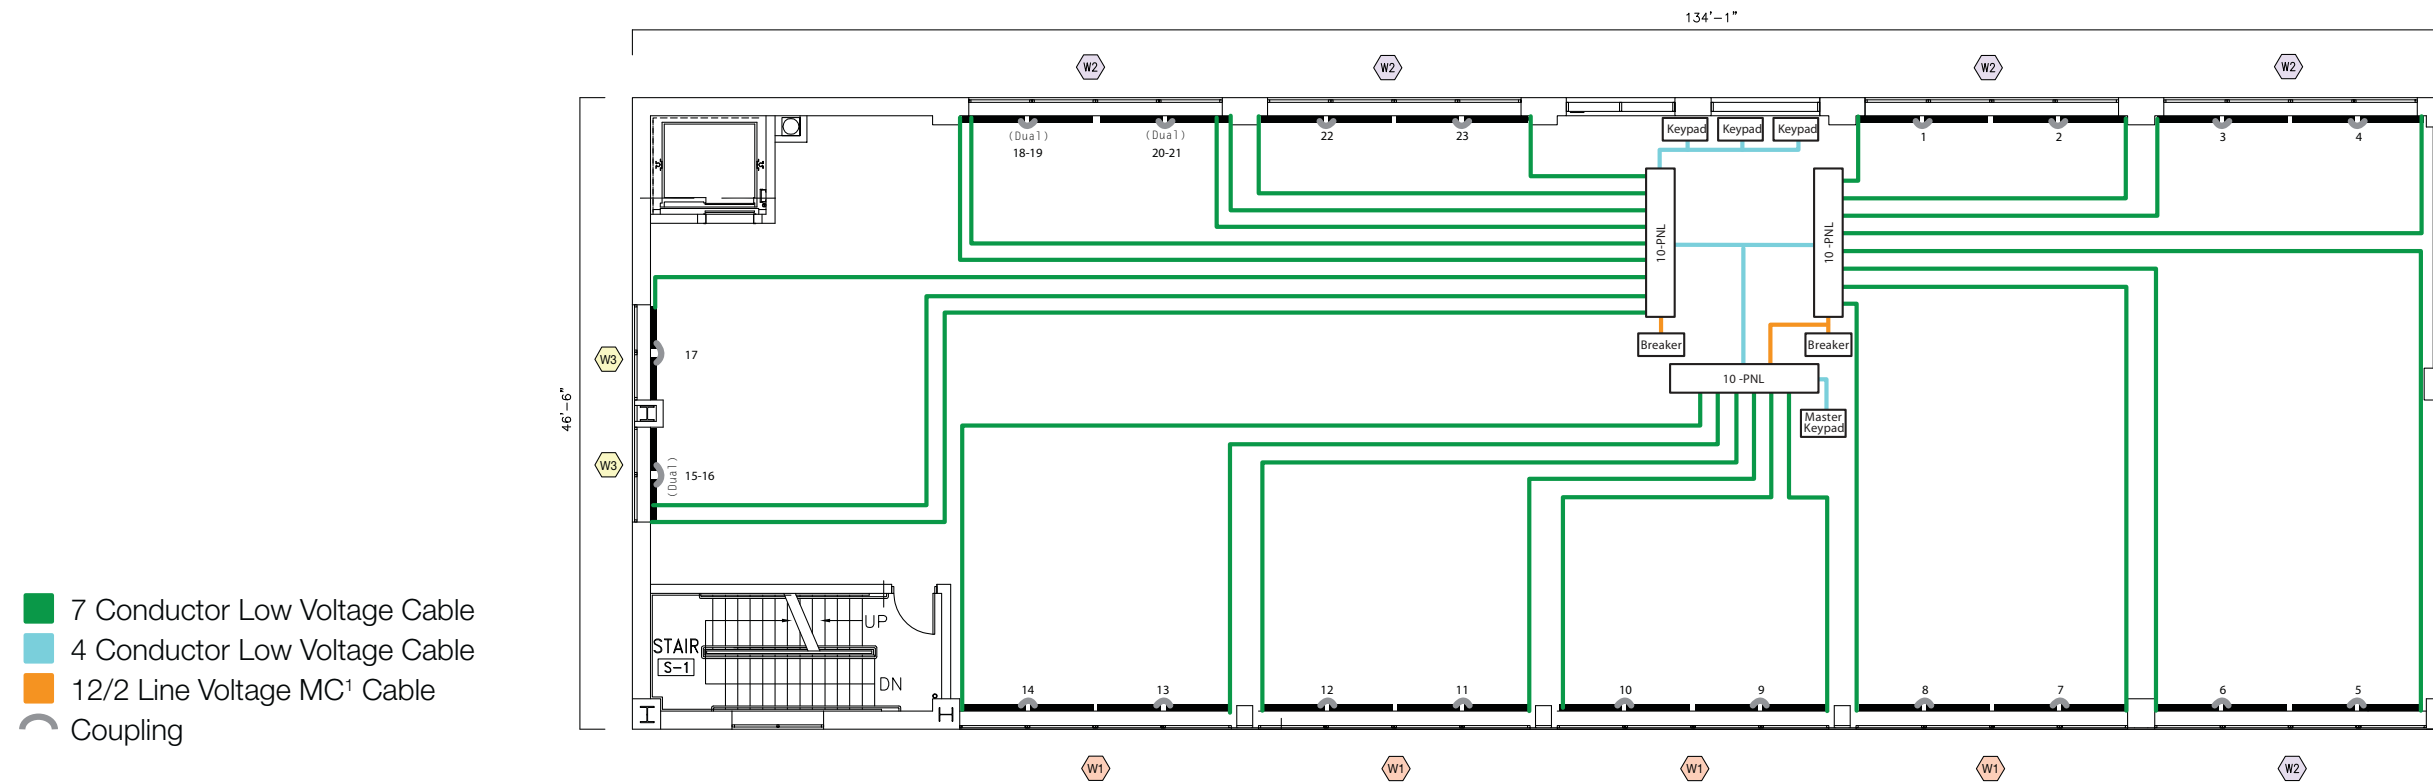 134'-1"
W2
W2
W2
W2
Keypad
Keypad
Keypad
(Dual)
18-19
(Dual)
20-21
22
23
1
2
3
4
10-PNL
10 -PNL
17
W3
46'-6"
Breaker
Breaker
10 -PNL
Master
Keypad
W3
(Dual)
15-16
7 Conductor Low Voltage Cable
4 Conductor Low Voltage Cable
12/2 Line Voltage MC¹ Cable
Coupling
UP
STAIR
S-1
DN
14
13
12
11
10
9
8
7
6
5
W1
W1
W1
W1
W2